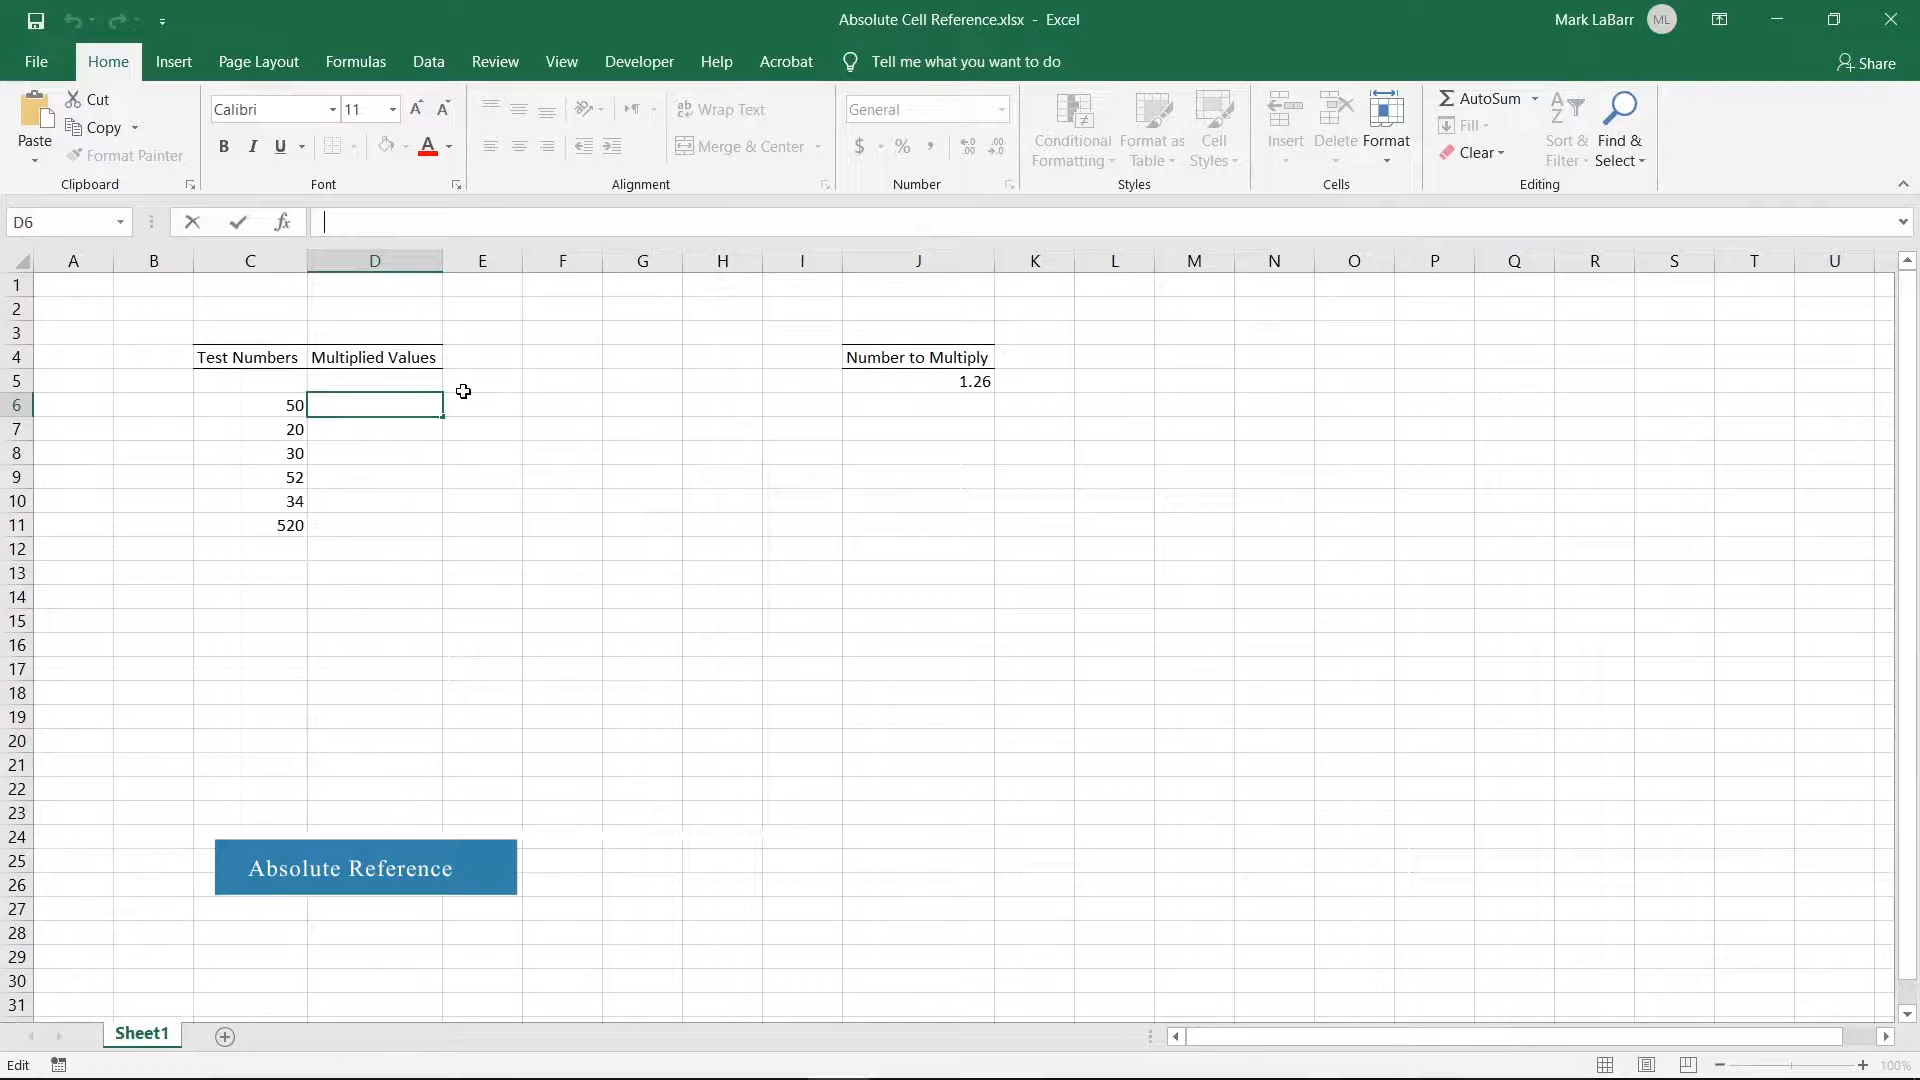 Absolute Cell Reference.xlsx - Excel
Mark LaBarr ML
File Home Insert Page Layout Formulas Data Review View Developer Help Acrobat Tell me what you want to do Share
Paste
Cut
Copy
Format Painter
Clipboard
Calibri 11
B I U A
Font
ab Wrap Text
Merge & Center
Alignment
General
$ % ,
Number
Conditional Formatting
Format as Table
Cell Styles
Styles
Insert Delete Format
Cells
AutoSum
Fill
Clear
Sort & Filter
Find & Select
Editing
D6 fx
A B C D E F G H I J K L M N O P Q R S T U
1
2
3
4 Test Numbers Multiplied Values Number to Multiply
5 1.26
6 50
7 20
8 30
9 52
10 34
11 520
12
13
14
15
16
17
18
19
20
21
22
23
24
25 Absolute Reference
26
27
28
29
30
31
Sheet1
Edit 100%